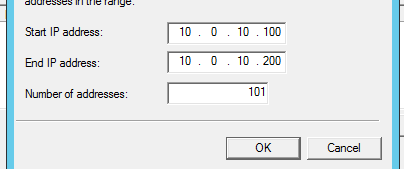 addresses in the range.
Start IP address: 10 . 0 . 10 . 100
End IP address: 10 . 0 . 10 . 200
Number of addresses: 101
OK Cancel